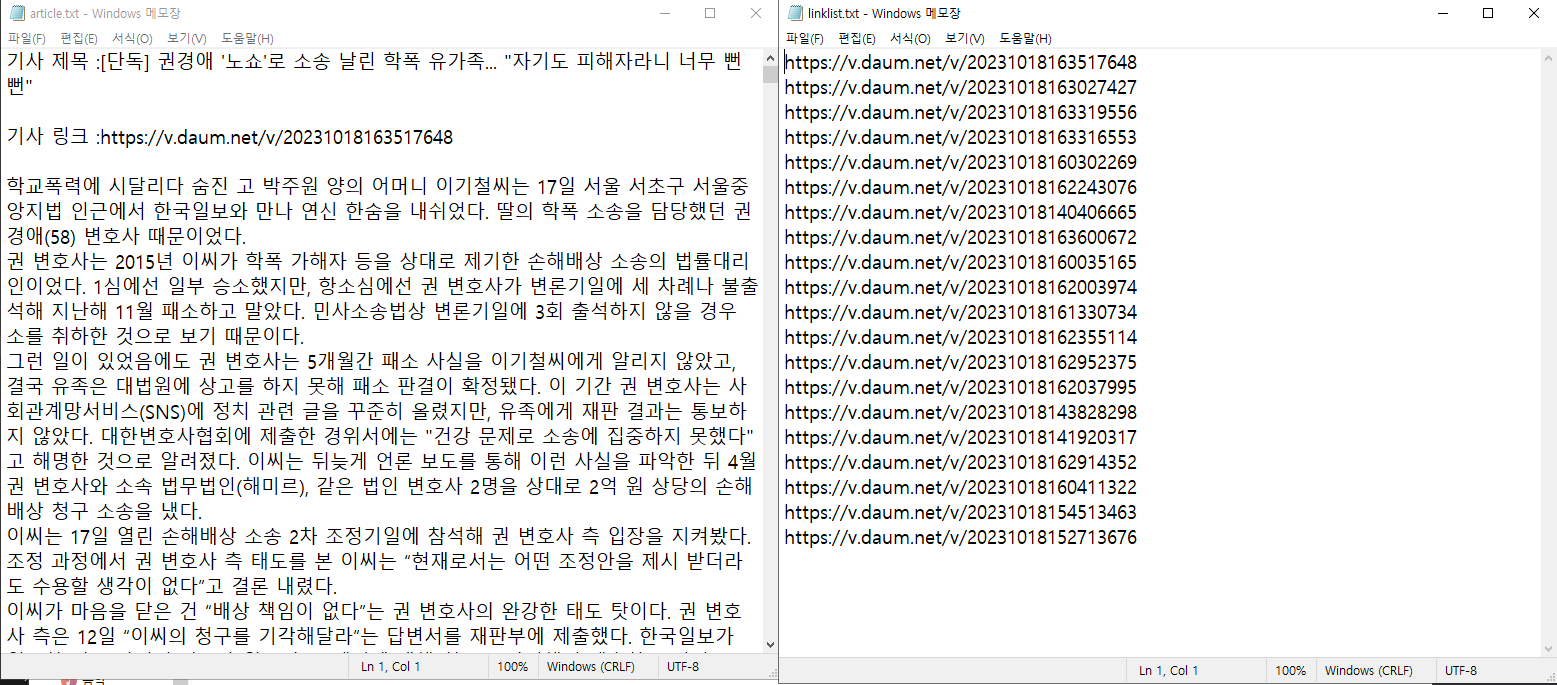 article.txt - Windows 메모장
파일(F) 편집(E) 서식(O) 보기(V) 도움말(H)
기사 제목 :[단독] 권경애 '노쇼'로 소송 날린 학폭 유가족... "자기도 피해자라니 너무 뻔
뻔"
기사 링크 :https://v.daum.net/v/20231018163517648
학교폭력에 시달리다 숨진 고 박주원 양의 어머니 이기철씨는 17일 서울 서초구 서울중
앙지법 인근에서 한국일보와 만나 연신 한숨을 내쉬었다. 딸의 학폭 소송을 담당했던 권
경애(58) 변호사 때문이었다.
권 변호사는 2015년 이씨가 학폭 가해자 등을 상대로 제기한 손해배상 소송의 법률대리
인이었다. 1심에선 일부 승소했지만, 항소심에선 권 변호사가 변론기일에 세 차례나 불출
석해 지난해 11월 패소하고 말았다. 민사소송법상 변론기일에 3회 출석하지 않을 경우
소를 취하한 것으로 보기 때문이다.
그런 일이 있었음에도 권 변호사는 5개월간 패소 사실을 이기철씨에게 알리지 않았고,
결국 유족은 대법원에 상고를 하지 못해 패소 판결이 확정됐다. 이 기간 권 변호사는 사
회관계망서비스(SNS)에 정치 관련 글을 꾸준히 올렸지만, 유족에게 재판 결과는 통보하
지 않았다. 대한변호사협회에 제출한 경위서에는 "건강 문제로 소송에 집중하지 못했다"
고 해명한 것으로 알려졌다. 이씨는 뒤늦게 언론 보도를 통해 이런 사실을 파악한 뒤 4월
권 변호사와 소속 법무법인(해미르), 같은 법인 변호사 2명을 상대로 2억 원 상당의 손해
배상 청구 소송을 냈다.
이씨는 17일 열린 손해배상 소송 2차 조정기일에 참석해 권 변호사 측 입장을 지켜봤다.
조정 과정에서 권 변호사 측 태도를 본 이씨는 “현재로서는 어떤 조정안을 제시 받더라
도 수용할 생각이 없다”고 결론 내렸다.
이씨가 마음을 닫은 건 “배상 책임이 없다”는 권 변호사의 완강한 태도 탓이다. 권 변호
사 측은 12일 “이씨의 청구를 기각해달라”는 답변서를 재판부에 제출했다. 한국일보가
Ln 1, Col 1 100% Windows (CRLF) UTF-8
linklist.txt - Windows 메모장
파일(F) 편집(E) 서식(O) 보기(V) 도움말(H)
https://v.daum.net/v/20231018163517648
https://v.daum.net/v/20231018163027427
https://v.daum.net/v/20231018163319556
https://v.daum.net/v/20231018163316553
https://v.daum.net/v/20231018160302269
https://v.daum.net/v/20231018162243076
https://v.daum.net/v/20231018140406665
https://v.daum.net/v/20231018163600672
https://v.daum.net/v/20231018160035165
https://v.daum.net/v/20231018162003974
https://v.daum.net/v/20231018161330734
https://v.daum.net/v/20231018162355114
https://v.daum.net/v/20231018162952375
https://v.daum.net/v/20231018162037995
https://v.daum.net/v/20231018143828298
https://v.daum.net/v/20231018141920317
https://v.daum.net/v/20231018162914352
https://v.daum.net/v/20231018160411322
https://v.daum.net/v/20231018154513463
https://v.daum.net/v/20231018152713676
Ln 1, Col 1 100% Windows (CRLF) UTF-8